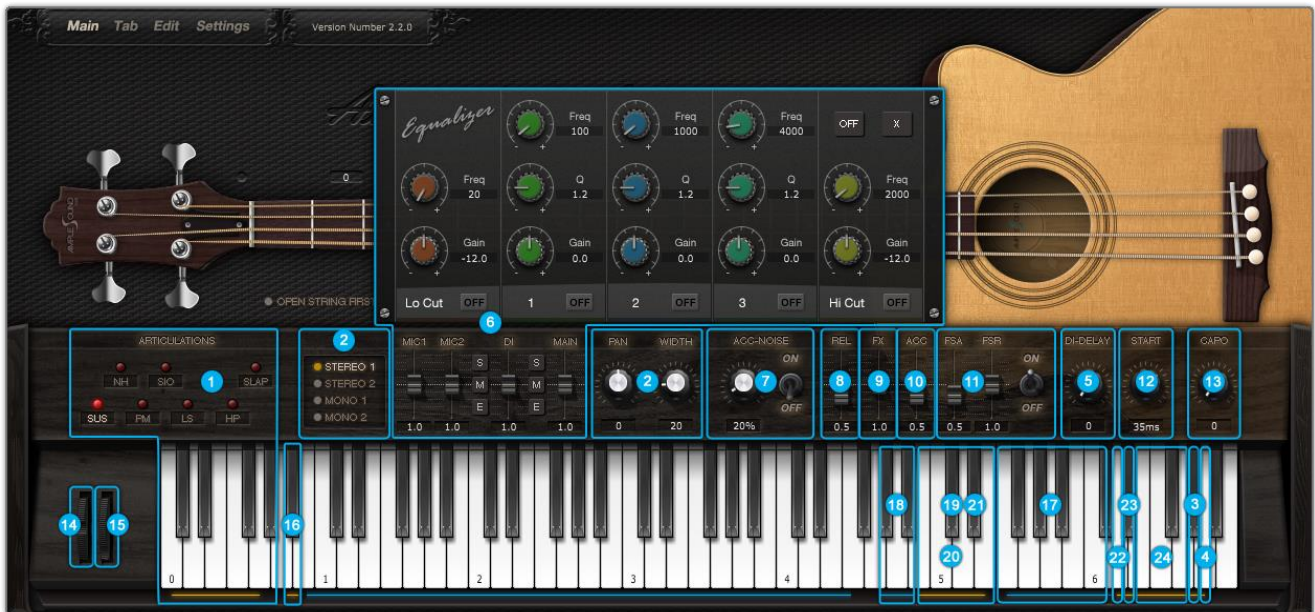 Main Tab Edit Settings
Version Number 2.2.0
Equalizer
Freq
100
Freq
1000
Freq
4000
OFF
X
Freq
20
Q
1.2
Q
1.2
Q
1.2
Freq
2000
0
Gain
-12.0
Gain
0.0
Gain
0.0
Gain
0.0
Gain
-12.0
Lo Cut OFF
1 OFF
2 OFF
3 OFF
Hi Cut OFF
AMPLE SOUND
OPEN STRING FIRST
6
ARTICULATIONS
NH SIO 1 SLAP
SUS PM LS HP
2
STEREO 1
STEREO 2
MONO 1
MONO 2
MIC1 MIC2 DI MAIN
S S
M M
E E
1.0 1.0 1.0 1.0
PAN 2 WIDTH
0 20
ACC-NOISE
7
ON
OFF
20%
REL
8
0.5
FX
9
1.0
ACC
10
0.5
FSA FSR
11
ON
OFF
0.5 1.0
DI-DELAY
5
0
START
12
35ms
CAPO
13
0
14 15 16 18 19 21 17 23 3
20 22 24 4
0 1 2 3 4 5 6